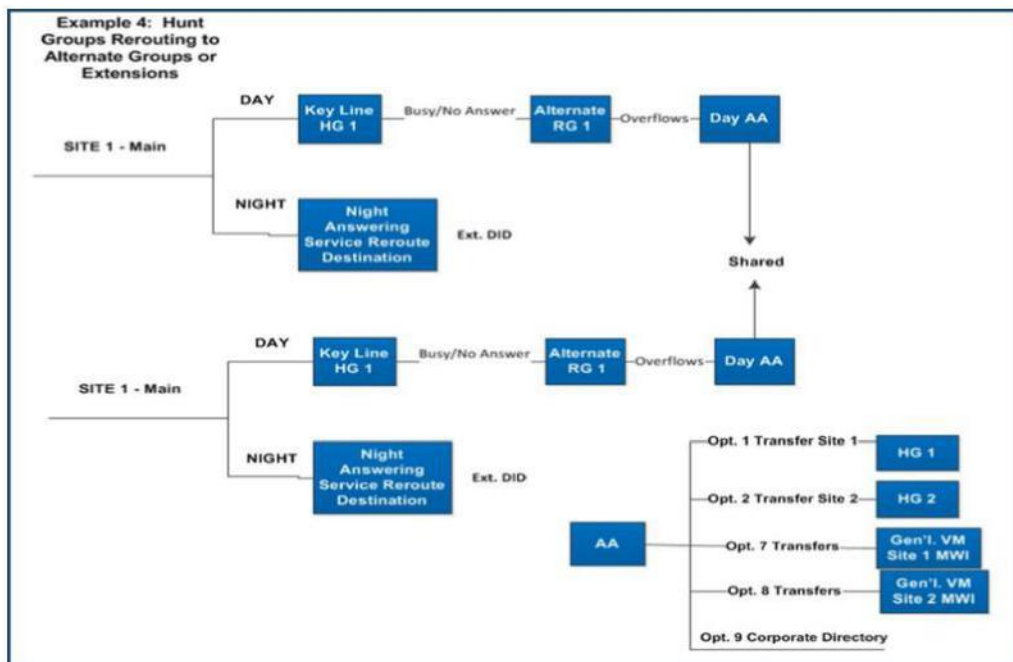 Example 4: Hunt
Groups Rerouting to
Alternate Groups or
Extensions
DAY
Key Line
HG 1
Busy/No Answer
Alternate
RG 1
Overflows
Day AA
SITE 1 - Main
NIGHT
Night
Answering
Service Reroute
Destination
Ext. DID
Shared
DAY
Key Line
HG 1
Busy/No Answer
Alternate
RG 1
Overflows
Day AA
SITE 1 - Main
NIGHT
Night
Answering
Service Reroute
Destination
Ext. DID
Opt. 1 Transfer Site 1
HG 1
Opt. 2 Transfer Site 2
HG 2
AA
Opt. 7 Transfers
Gen'l. VM
Site 1 MWI
Opt. 8 Transfers
Gen'l. VM
Site 2 MWI
Opt. 9 Corporate Directory